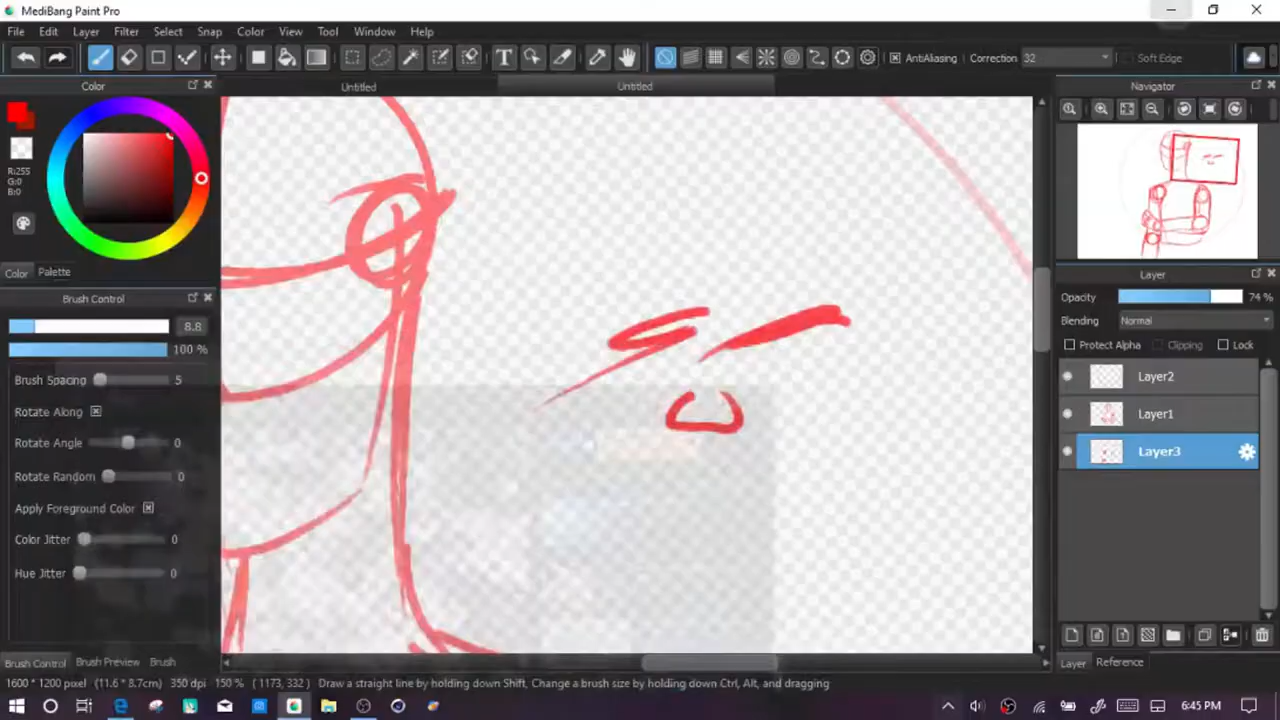 MediBang Paint Pro
File Edit Layer Filter Select Snap Color View Tool Window Help
T AntiAliasing Correction 32 Soft Edge
Color Untitled Untitled Navigator
R:255
G:0
B:0
Color Palette
Layer
Brush Control
Opacity 74 %
8.8
Blending Normal
100 %
Protect Alpha Clipping Lock
Brush Spacing 5
Layer2
Rotate Along
Layer1
Rotate Angle 0
Layer3
Rotate Random 0
Apply Foreground Color
Color Jitter 0
Hue Jitter 0
Brush Control Brush Preview Brush
Layer Reference
1600 * 1200 pixel (11.6 * 8.7cm) 350 dpi 150 % ( 1173, 332 ) Draw a straight line by holding down Shift, Change a brush size by holding down Ctrl, Alt, and dragging
6:45 PM